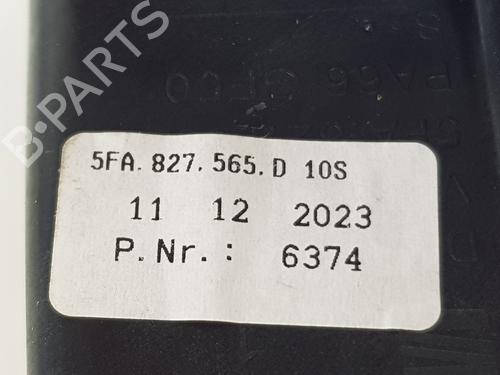 B-PARTS
5FA. 827. 565. D 10S
11 12 2023
P.Nr.: 6374